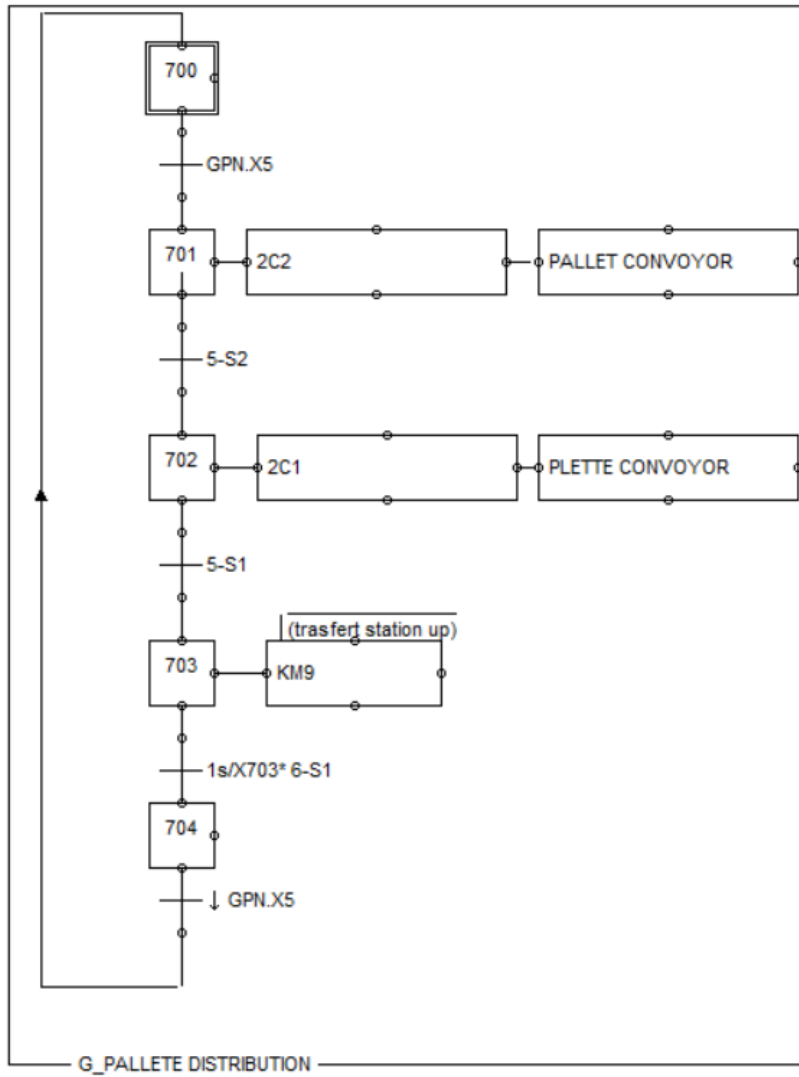 700
GPN.X5
701
2C2
PALLET CONVOYOR
5-S2
702
2C1
PLETTE CONVOYOR
5-S1
(trasfert station up)
703
KM9
1s/X703* 6-S1
704
↓ GPN.X5
G_PALLETE DISTRIBUTION